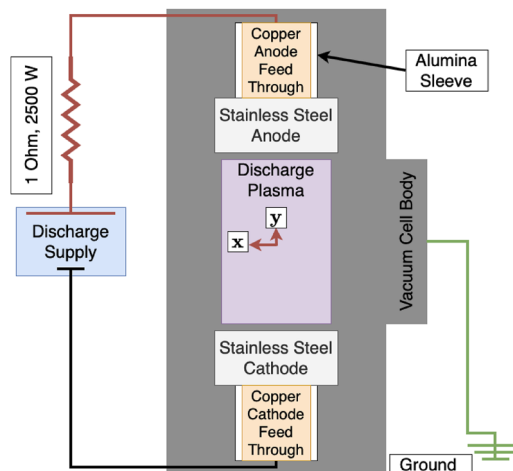 Copper
Anode
Feed
Through
Alumina
Sleeve
1 Ohm, 2500 W
Stainless Steel
Anode
Discharge
Plasma
y
x
Vacuum Cell Body
Discharge
Supply
Stainless Steel
Cathode
Copper
Cathode
Feed
Through
Ground